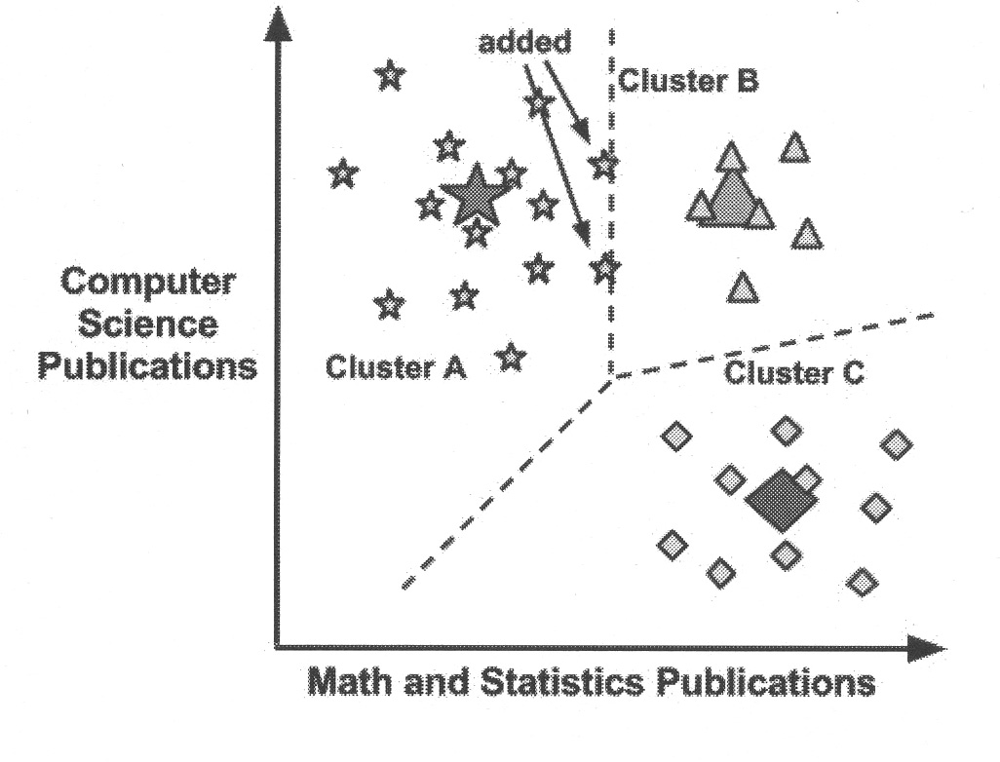 added
Cluster B
Computer
Science
Publications
Cluster A
Cluster C
Math and Statistics Publications